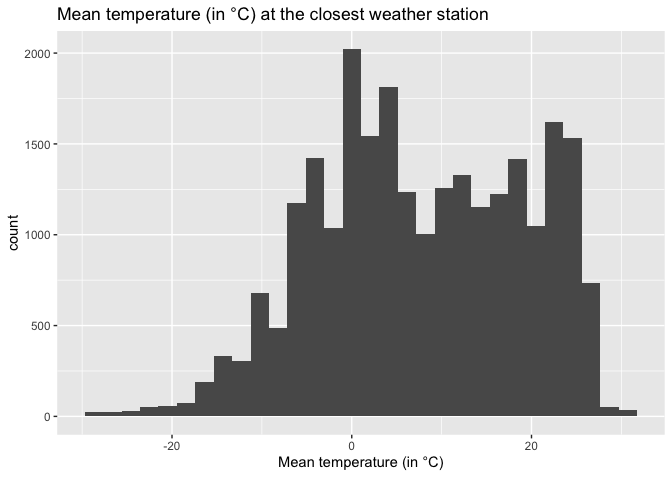 Mean temperature (in °C) at the closest weather station
2000
1500
1000
500
0
count
-20
0
20
Mean temperature (in °C)